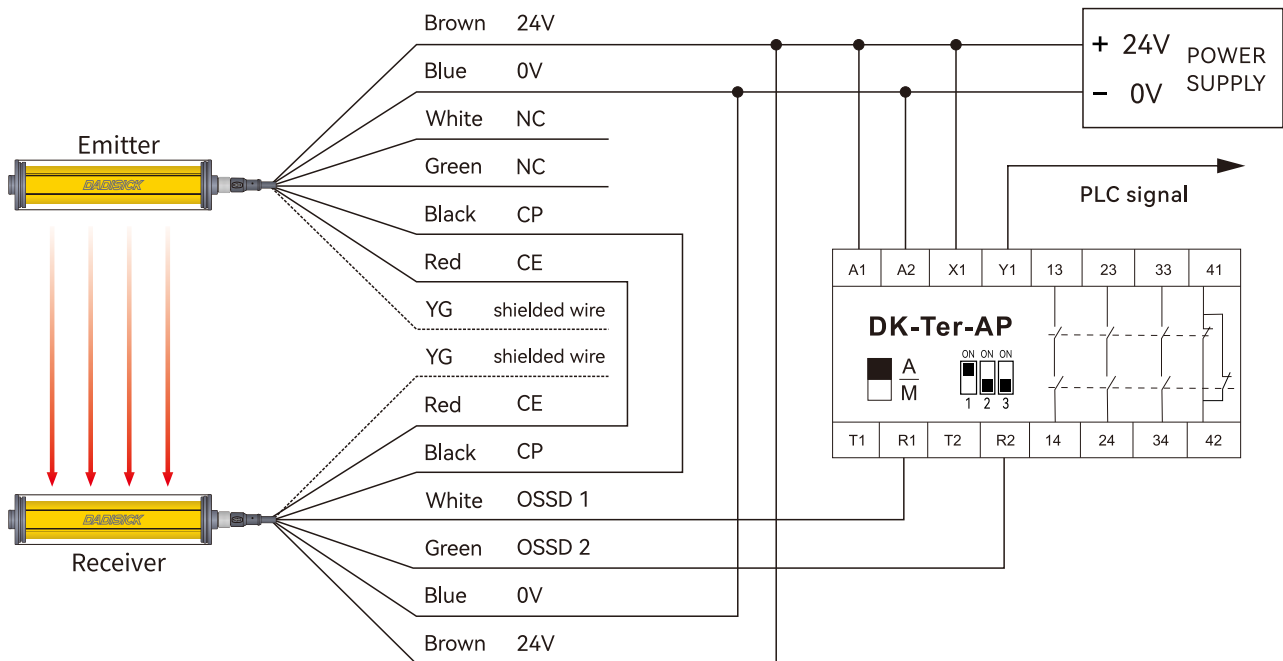 Brown 24V
Blue 0V
White NC
Green NC
Black CP
Red CE
YG shielded wire
YG shielded wire
Red CE
Black CP
White OSSD 1
Green OSSD 2
Blue 0V
Brown 24V
Emitter
DADISICK
DADISICK
Receiver
+ 24V
- 0V
POWER
SUPPLY
PLC signal
A1 A2 X1 Y1 13 23 33 41
DK-Ter-AP
A
M
ON ON ON
1 2 3
T1 R1 T2 R2 14 24 34 42